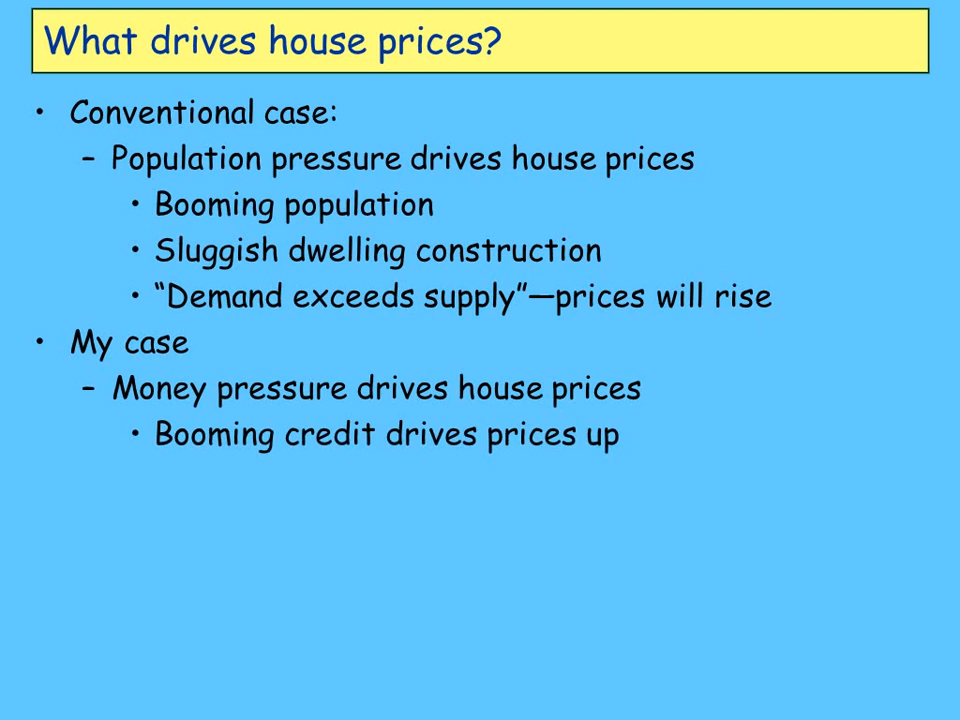 What drives house prices?
• Conventional case:
– Population pressure drives house prices
• Booming population
• Sluggish dwelling construction
• “Demand exceeds supply”—prices will rise
• My case
– Money pressure drives house prices
• Booming credit drives prices up